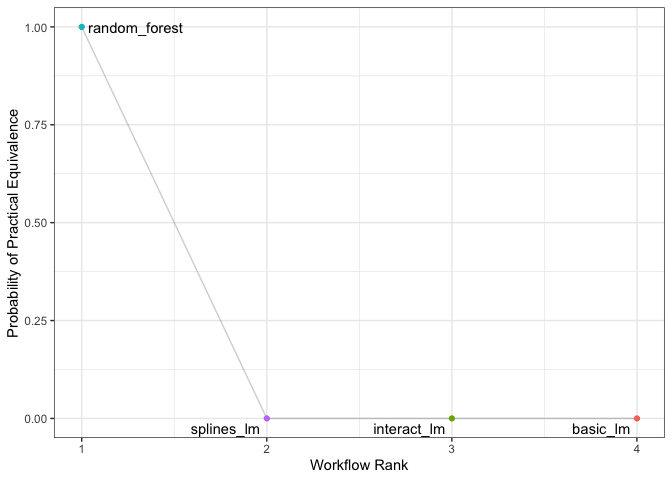 1.00
random_forest
0.75
0.50
0.25
0.00
splines_lm
interact_lm
basic_lm
1
2
3
4
Workflow Rank
Probability of Practical Equivalence